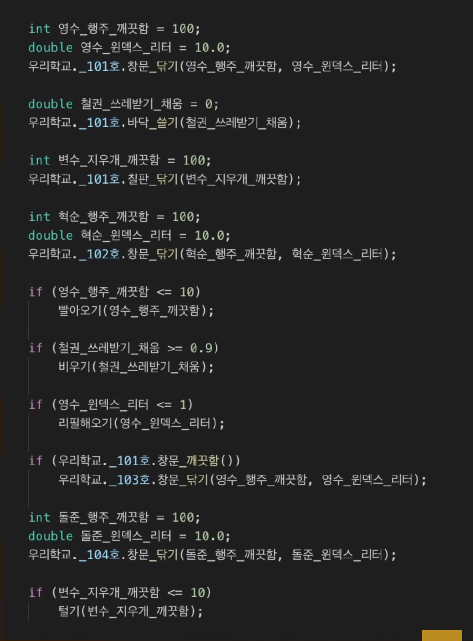 int 영수_행주_깨끗함 = 100;
double 영수_윈덱스_리터 = 10.0;
우리학교._101호.창문_닦기(영수_행주_깨끗함, 영수_윈덱스_리터);
double 철권_쓰레받기_채움 = 0;
우리학교._101호.바닥_쓸기(철권_쓰레받기_채움);
int 변수_지우개_깨끗함 = 100;
우리학교._101호.칠판_닦기(변수_지우개_깨끗함);
int 혁순_행주_깨끗함 = 100;
double 혁순_윈덱스_리터 = 10.0;
우리학교._102호.창문_닦기(혁순_행주_깨끗함, 혁순_윈덱스_리터);
if (영수_행주_깨끗함 <= 10)
빨아오기(영수_행주_깨끗함);
if (철권_쓰레받기_채움 >= 0.9)
비우기(철권_쓰레받기_채움);
if (영수_윈덱스_리터 <= 1)
리필해오기(영수_윈덱스_리터);
if (우리학교._101호.창문_깨끗함())
우리학교._103호.창문_닦기(영수_행주_깨끗함, 영수_윈덱스_리터);
int 돌준_행주_깨끗함 = 100;
double 돌준_윈덱스_리터 = 10.0;
우리학교._104호.창문_닦기(돌준_행주_깨끗함, 돌준_윈덱스_리터);
if (변수_지우개_깨끗함 <= 10)
털기(변수_지우개_깨끗함);